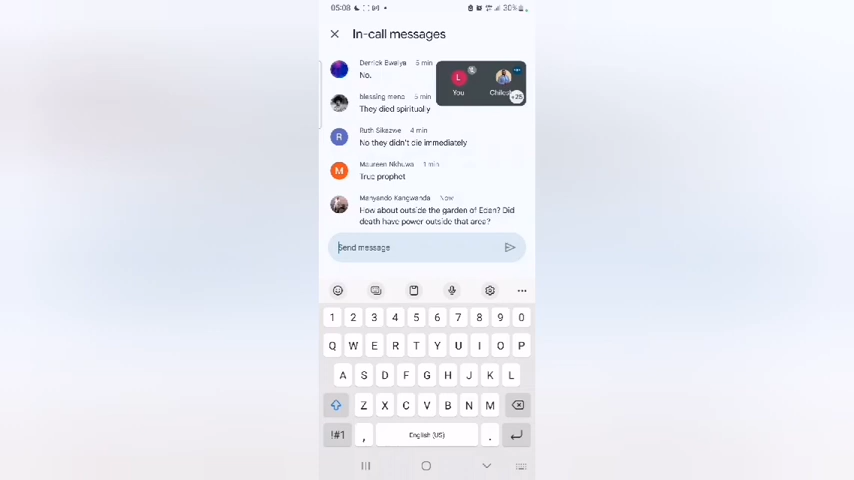 05:08
30%
In-call messages
Derrick Ewaiya 5 min
No.
L
You
+25
blessing meno 5 min
They died spiritually
R
Ruth Sikazwe 4 min
No they didn't die immediately
M
Maureen Nkhuwa 1 min
True prophet
Manyando Kangwanda Now
How about outside the garden of Eden? Did
death have power outside that area?
Send message
1 2 3 4 5 6 7 8 9 0
Q W E R T Y U I O P
A S D F G H J K L
Z X C V B N M
!#1 , English (US) .